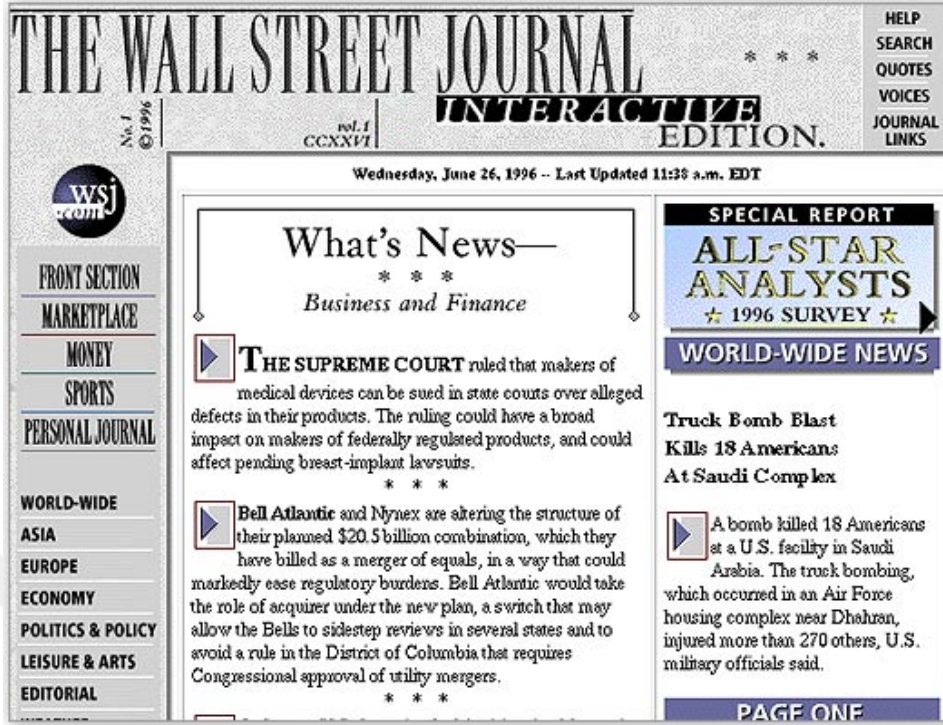 THE WALL STREET JOURNAL
* * *
INTERACTIVE
EDITION.
No. 1
©1996
vol. 1
CCXXVI
HELP
SEARCH
QUOTES
VOICES
JOURNAL
LINKS
Wednesday, June 26, 1996 -- Last Updated 11:38 a.m. EDT
wsj
.com
FRONT SECTION
MARKETPLACE
MONEY
SPORTS
PERSONAL JOURNAL
WORLD-WIDE
ASIA
EUROPE
ECONOMY
POLITICS & POLICY
LEISURE & ARTS
EDITORIAL
What's News—
* * *
Business and Finance
THE SUPREME COURT ruled that makers of
medical devices can be sued in state courts over alleged
defects in their products. The ruling could have a broad
impact on makers of federally regulated products, and could
affect pending breast-implant lawsuits.
* * *
Bell Atlantic and Nynex are altering the structure of
their planned $20.5 billion combination, which they
have billed as a merger of equals, in a way that could
markedly ease regulatory burdens. Bell Atlantic would take
the role of acquirer under the new plan, a switch that may
allow the Bells to sidestep reviews in several states and to
avoid a rule in the District of Columbia that requires
Congressional approval of utility mergers.
* * *
SPECIAL REPORT
ALL-STAR
ANALYSTS
1996 SURVEY
WORLD-WIDE NEWS
Truck Bomb Blast
Kills 18 Americans
At Saudi Complex
A bomb killed 18 Americans
at a U.S. facility in Saudi
Arabia. The truck bombing,
which occurred in an Air Force
housing complex near Dhahran,
injured more than 270 others, U.S.
military officials said.
PAGE ONE